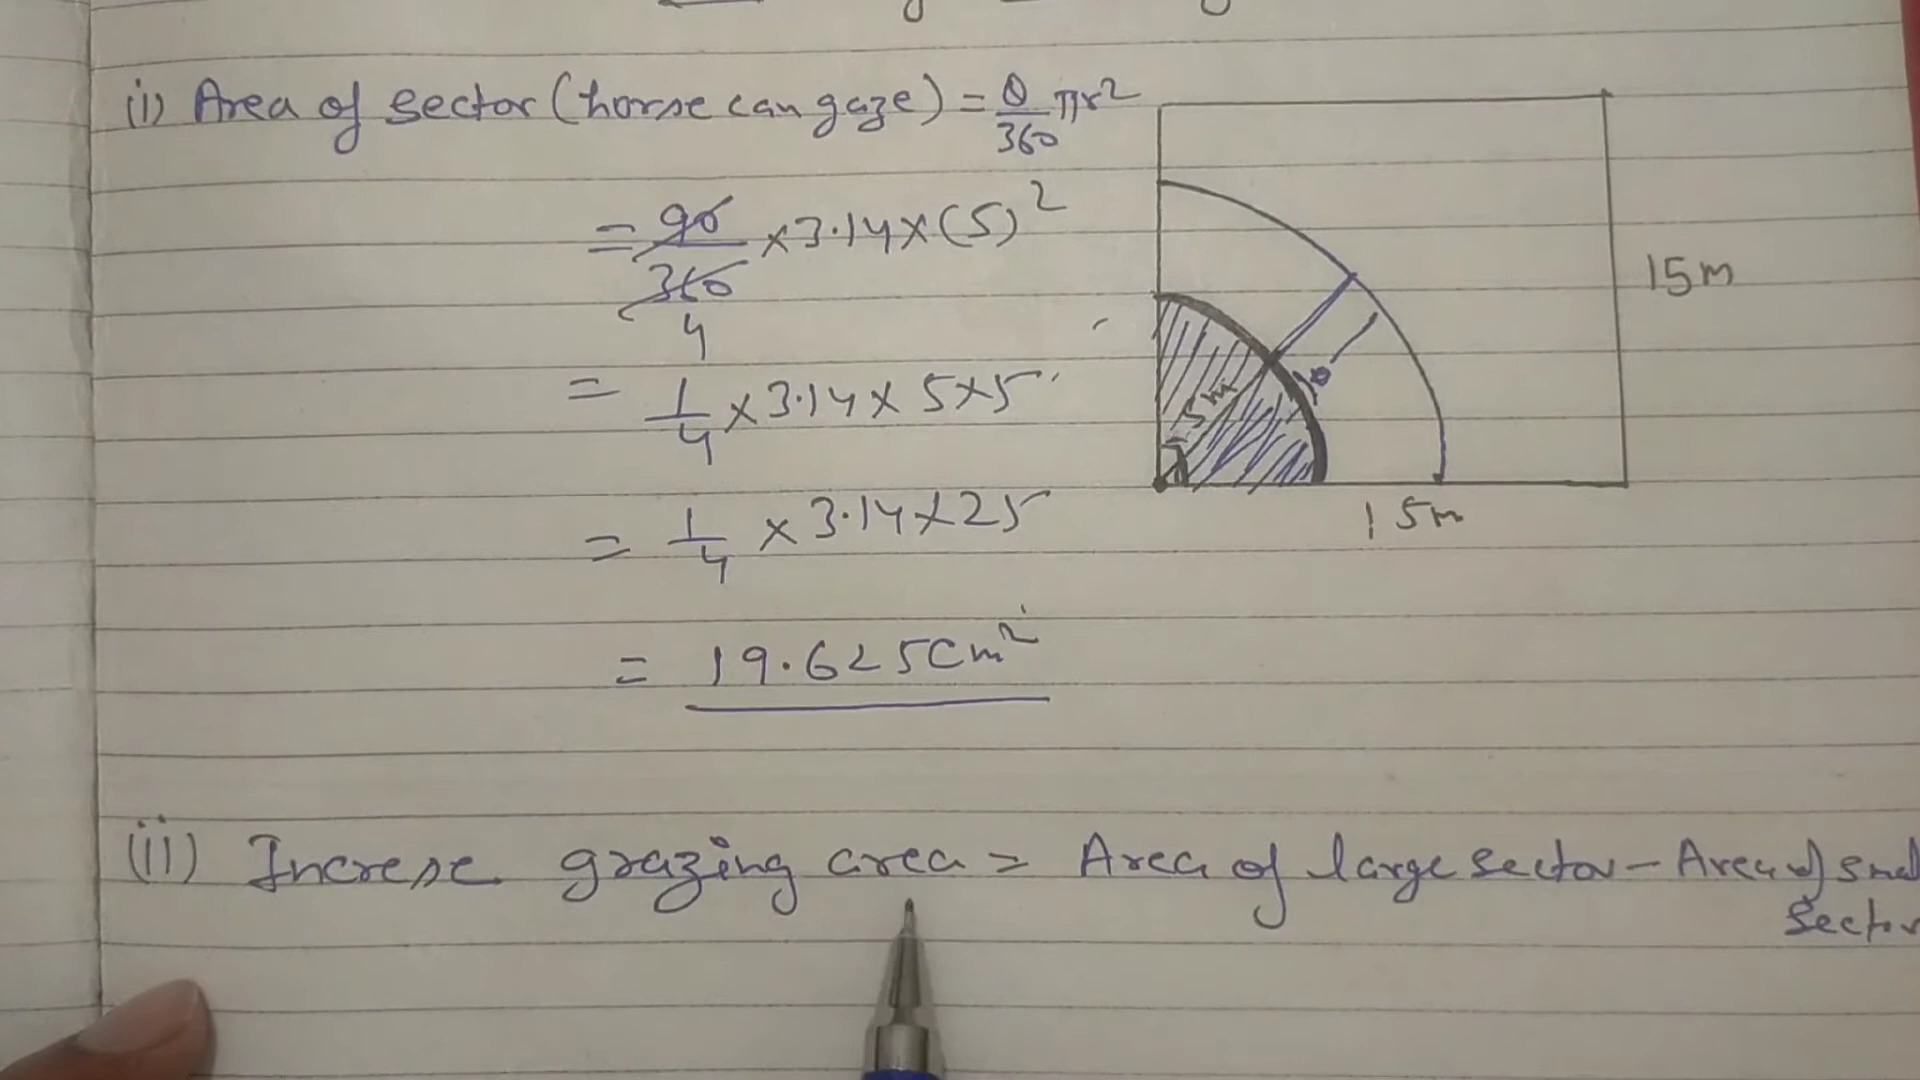 (i) Area of sector (horse can gaze) = θ/360 πr²
= 90/360 × 3.14 × (5)²
4
= 1/4 × 3.14 × 5 × 5
= 1/4 × 3.14 × 25
= 19.625 Cm²
15m
5m
15m
(ii) Increse grazing area = Area of large sector - Area of
sector